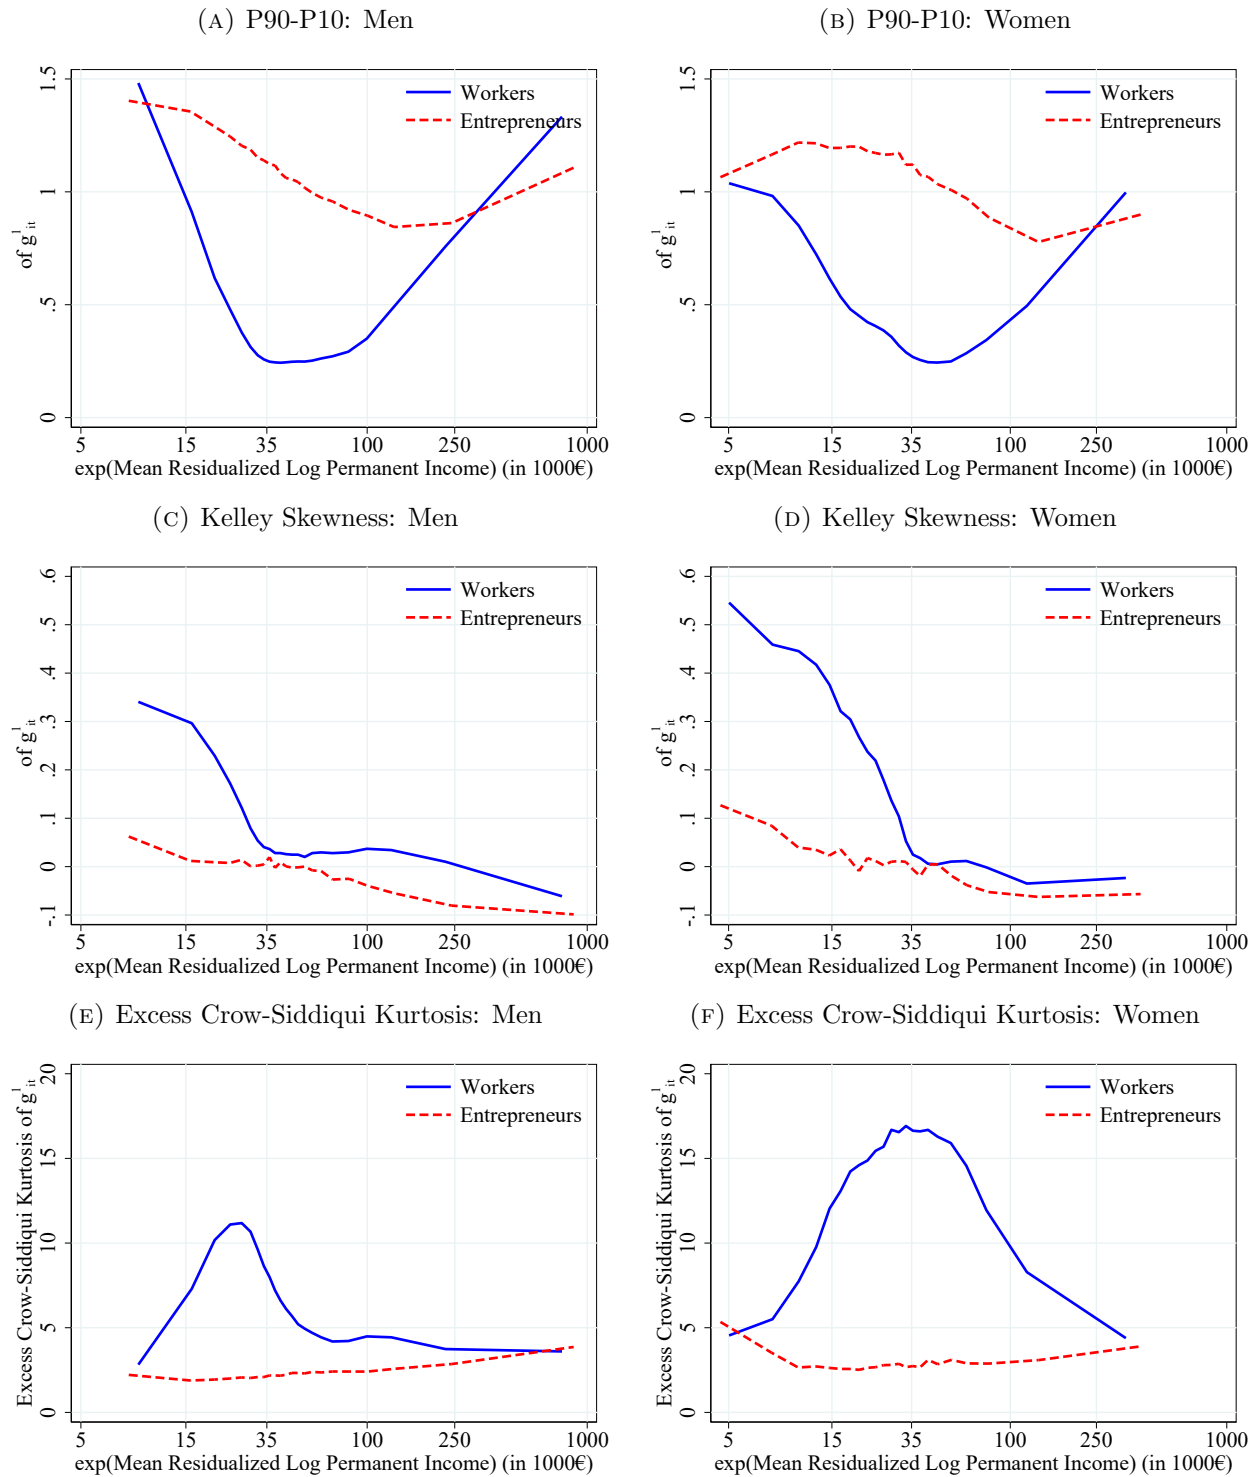 (A) P90-P10: Men
(B) P90-P10: Women
1.5
1
.5
0
of g¹it
Workers
Entrepreneurs
5 15 35 100 250 1000
exp(Mean Residualized Log Permanent Income) (in 1000€)
1.5
1
.5
0
of g¹it
Workers
Entrepreneurs
5 15 35 100 250 1000
exp(Mean Residualized Log Permanent Income) (in 1000€)
(C) Kelley Skewness: Men
(D) Kelley Skewness: Women
.6
.5
.4
.3
.2
.1
0
-.1
of g¹it
Workers
Entrepreneurs
5 15 35 100 250 1000
exp(Mean Residualized Log Permanent Income) (in 1000€)
.6
.5
.4
.3
.2
.1
0
-.1
of g¹it
Workers
Entrepreneurs
5 15 35 100 250 1000
exp(Mean Residualized Log Permanent Income) (in 1000€)
(E) Excess Crow-Siddiqui Kurtosis: Men
(F) Excess Crow-Siddiqui Kurtosis: Women
20
15
10
5
0
Excess Crow-Siddiqui Kurtosis of g¹it
Workers
Entrepreneurs
5 15 35 100 250 1000
exp(Mean Residualized Log Permanent Income) (in 1000€)
20
15
10
5
0
Excess Crow-Siddiqui Kurtosis of g¹it
Workers
Entrepreneurs
5 15 35 100 250 1000
exp(Mean Residualized Log Permanent Income) (in 1000€)